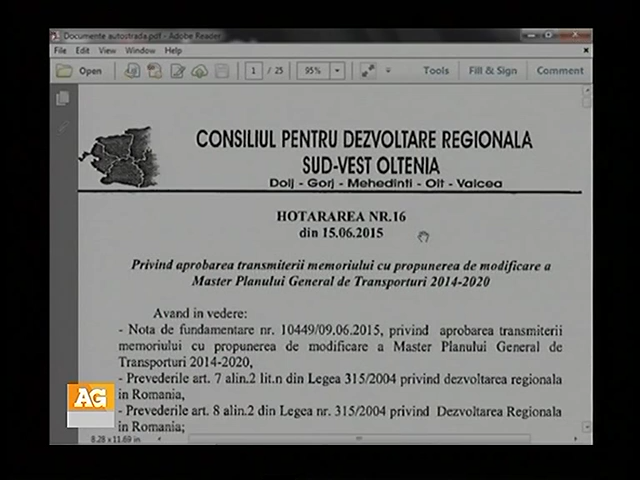 Documente autostrada.pdf - Adobe Reader
File Edit View Window Help
Open 1 / 25 95% Tools Fill & Sign Comment
CONSILIUL PENTRU DEZVOLTARE REGIONALA
SUD-VEST OLTENIA
Dolj - Gorj - Mehedinti - Olt - Valcea
HOTARAREA NR.16
din 15.06.2015
Privind aprobarea transmiterii memoriului cu propunerea de modificare a
Master Planului General de Transporturi 2014-2020
Avand in vedere:
- Nota de fundamentare nr. 10449/09.06.2015, privind aprobarea transmiterii
memoriului cu propunerea de modificare a Master Planului General de
Transporturi 2014-2020,
- Prevederile art. 7 alin.2 lit.n din Legea 315/2004 privind dezvoltarea regionala
in Romania,
- Prevederile art. 8 alin.2 din Legea nr. 315/2004 privind Dezvoltarea Regionala
in Romania;
AG
8.28 x 11.69 in